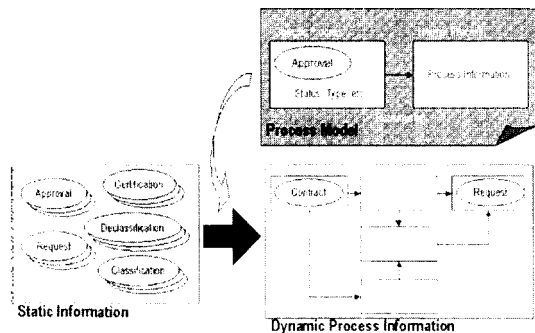 Approval
Status, Type, etc
Process Information
Process Model
Approval
Certification
Declassification
Request
Classification
Static Information
Contract
Request
Dynamic Process Information